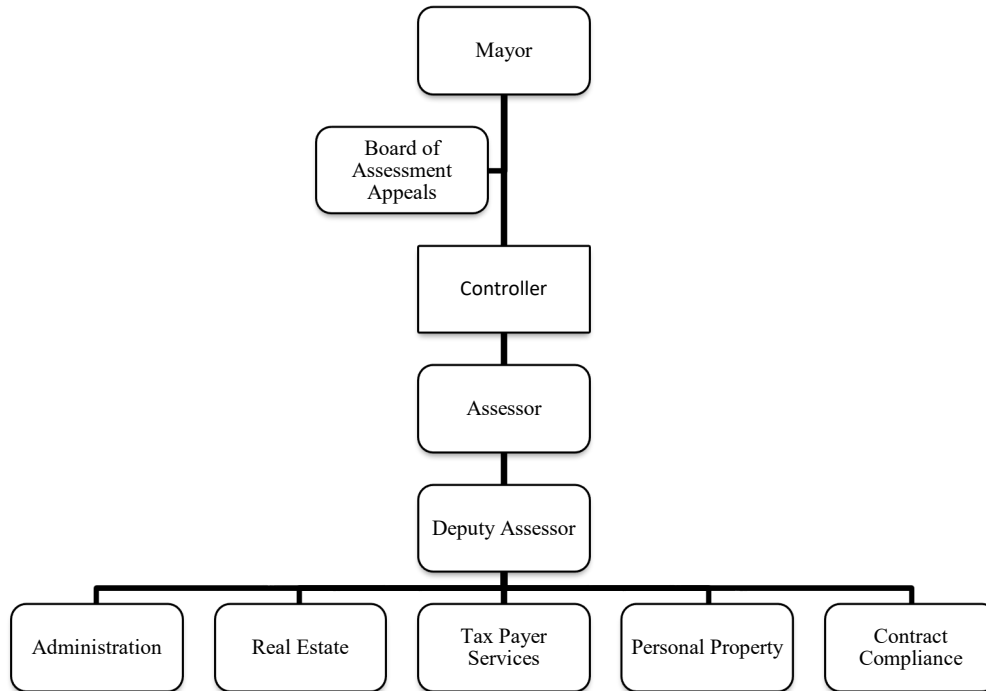 Mayor
Board of
Assessment
Appeals
Controller
Assessor
Deputy Assessor
Administration
Real Estate
Tax Payer
Services
Personal Property
Contract
Compliance